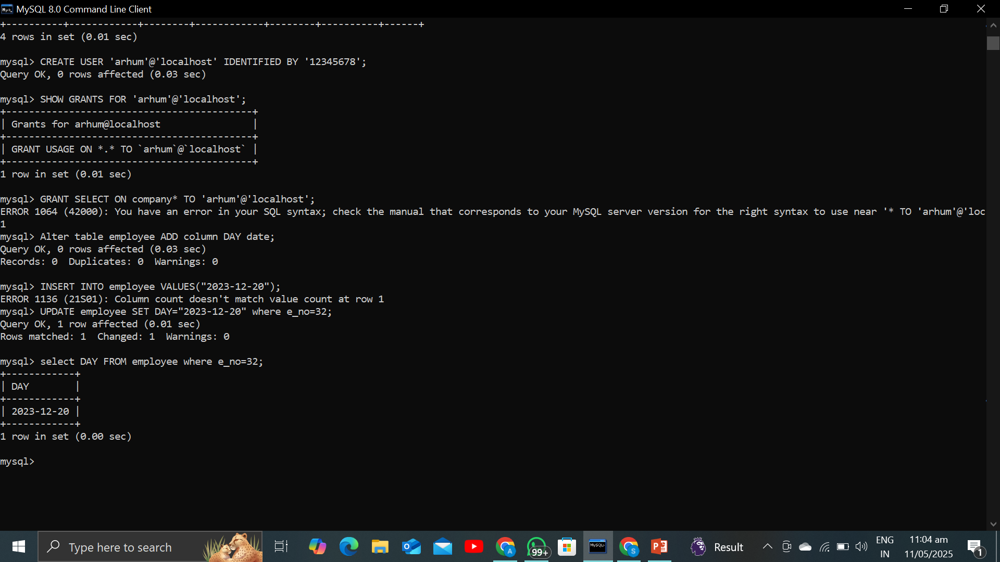 MySQL 8.0 Command Line Client
+----------+------------+--------+------------+--------+----------+------+
4 rows in set (0.01 sec)
mysql> CREATE USER 'arhum'@'localhost' IDENTIFIED BY '12345678';
Query OK, 0 rows affected (0.03 sec)
mysql> SHOW GRANTS FOR 'arhum'@'localhost';
+-------------------------------------------+
| Grants for arhum@localhost                |
+-------------------------------------------+
| GRANT USAGE ON *.* TO `arhum`@`localhost` |
+-------------------------------------------+
1 row in set (0.01 sec)
mysql> GRANT SELECT ON company* TO 'arhum'@'localhost';
ERROR 1064 (42000): You have an error in your SQL syntax; check the manual that corresponds to your MySQL server version for the right syntax to use near '* TO 'arhum'@'loc
1
mysql> Alter table employee ADD column DAY date;
Query OK, 0 rows affected (0.03 sec)
Records: 0  Duplicates: 0  Warnings: 0
mysql> INSERT INTO employee VALUES("2023-12-20");
ERROR 1136 (21S01): Column count doesn't match value count at row 1
mysql> UPDATE employee SET DAY="2023-12-20" where e_no=32;
Query OK, 1 row affected (0.01 sec)
Rows matched: 1  Changed: 1  Warnings: 0
mysql> select DAY FROM employee where e_no=32;
+------------+
| DAY        |
+------------+
| 2023-12-20 |
+------------+
1 row in set (0.00 sec)
mysql>
Type here to search
A
99+
MySQL
S
P
Result
ENG
IN
11:04 am
11/05/2025
1